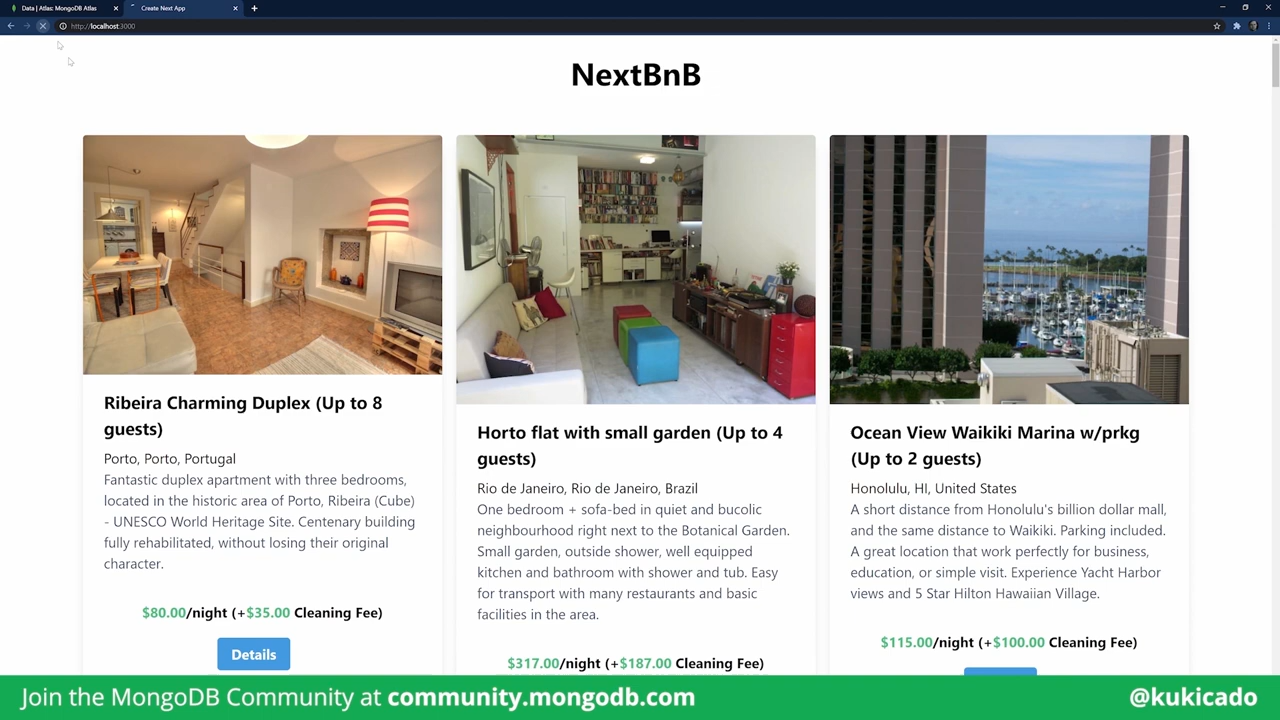 Data | Atlas: MongoDB Atlas
Create Next App
http://localhost:3000
NextBnB
Ribeira Charming Duplex (Up to 8
guests)
Porto, Porto, Portugal
Fantastic duplex apartment with three bedrooms,
located in the historic area of Porto, Ribeira (Cube)
- UNESCO World Heritage Site. Centenary building
fully rehabilitated, without losing their original
character.
$80.00/night (+$35.00 Cleaning Fee)
Details
Horto flat with small garden (Up to 4
guests)
Rio de Janeiro, Rio de Janeiro, Brazil
One bedroom + sofa-bed in quiet and bucolic
neighbourhood right next to the Botanical Garden.
Small garden, outside shower, well equipped
kitchen and bathroom with shower and tub. Easy
for transport with many restaurants and basic
facilities in the area.
$317.00/night (+$187.00 Cleaning Fee)
Ocean View Waikiki Marina w/prkg
(Up to 2 guests)
Honolulu, HI, United States
A short distance from Honolulu's billion dollar mall,
and the same distance to Waikiki. Parking included.
A great location that work perfectly for business,
education, or simple visit. Experience Yacht Harbor
views and 5 Star Hilton Hawaiian Village.
$115.00/night (+$100.00 Cleaning Fee)
Join the MongoDB Community at community.mongodb.com
@kukicado